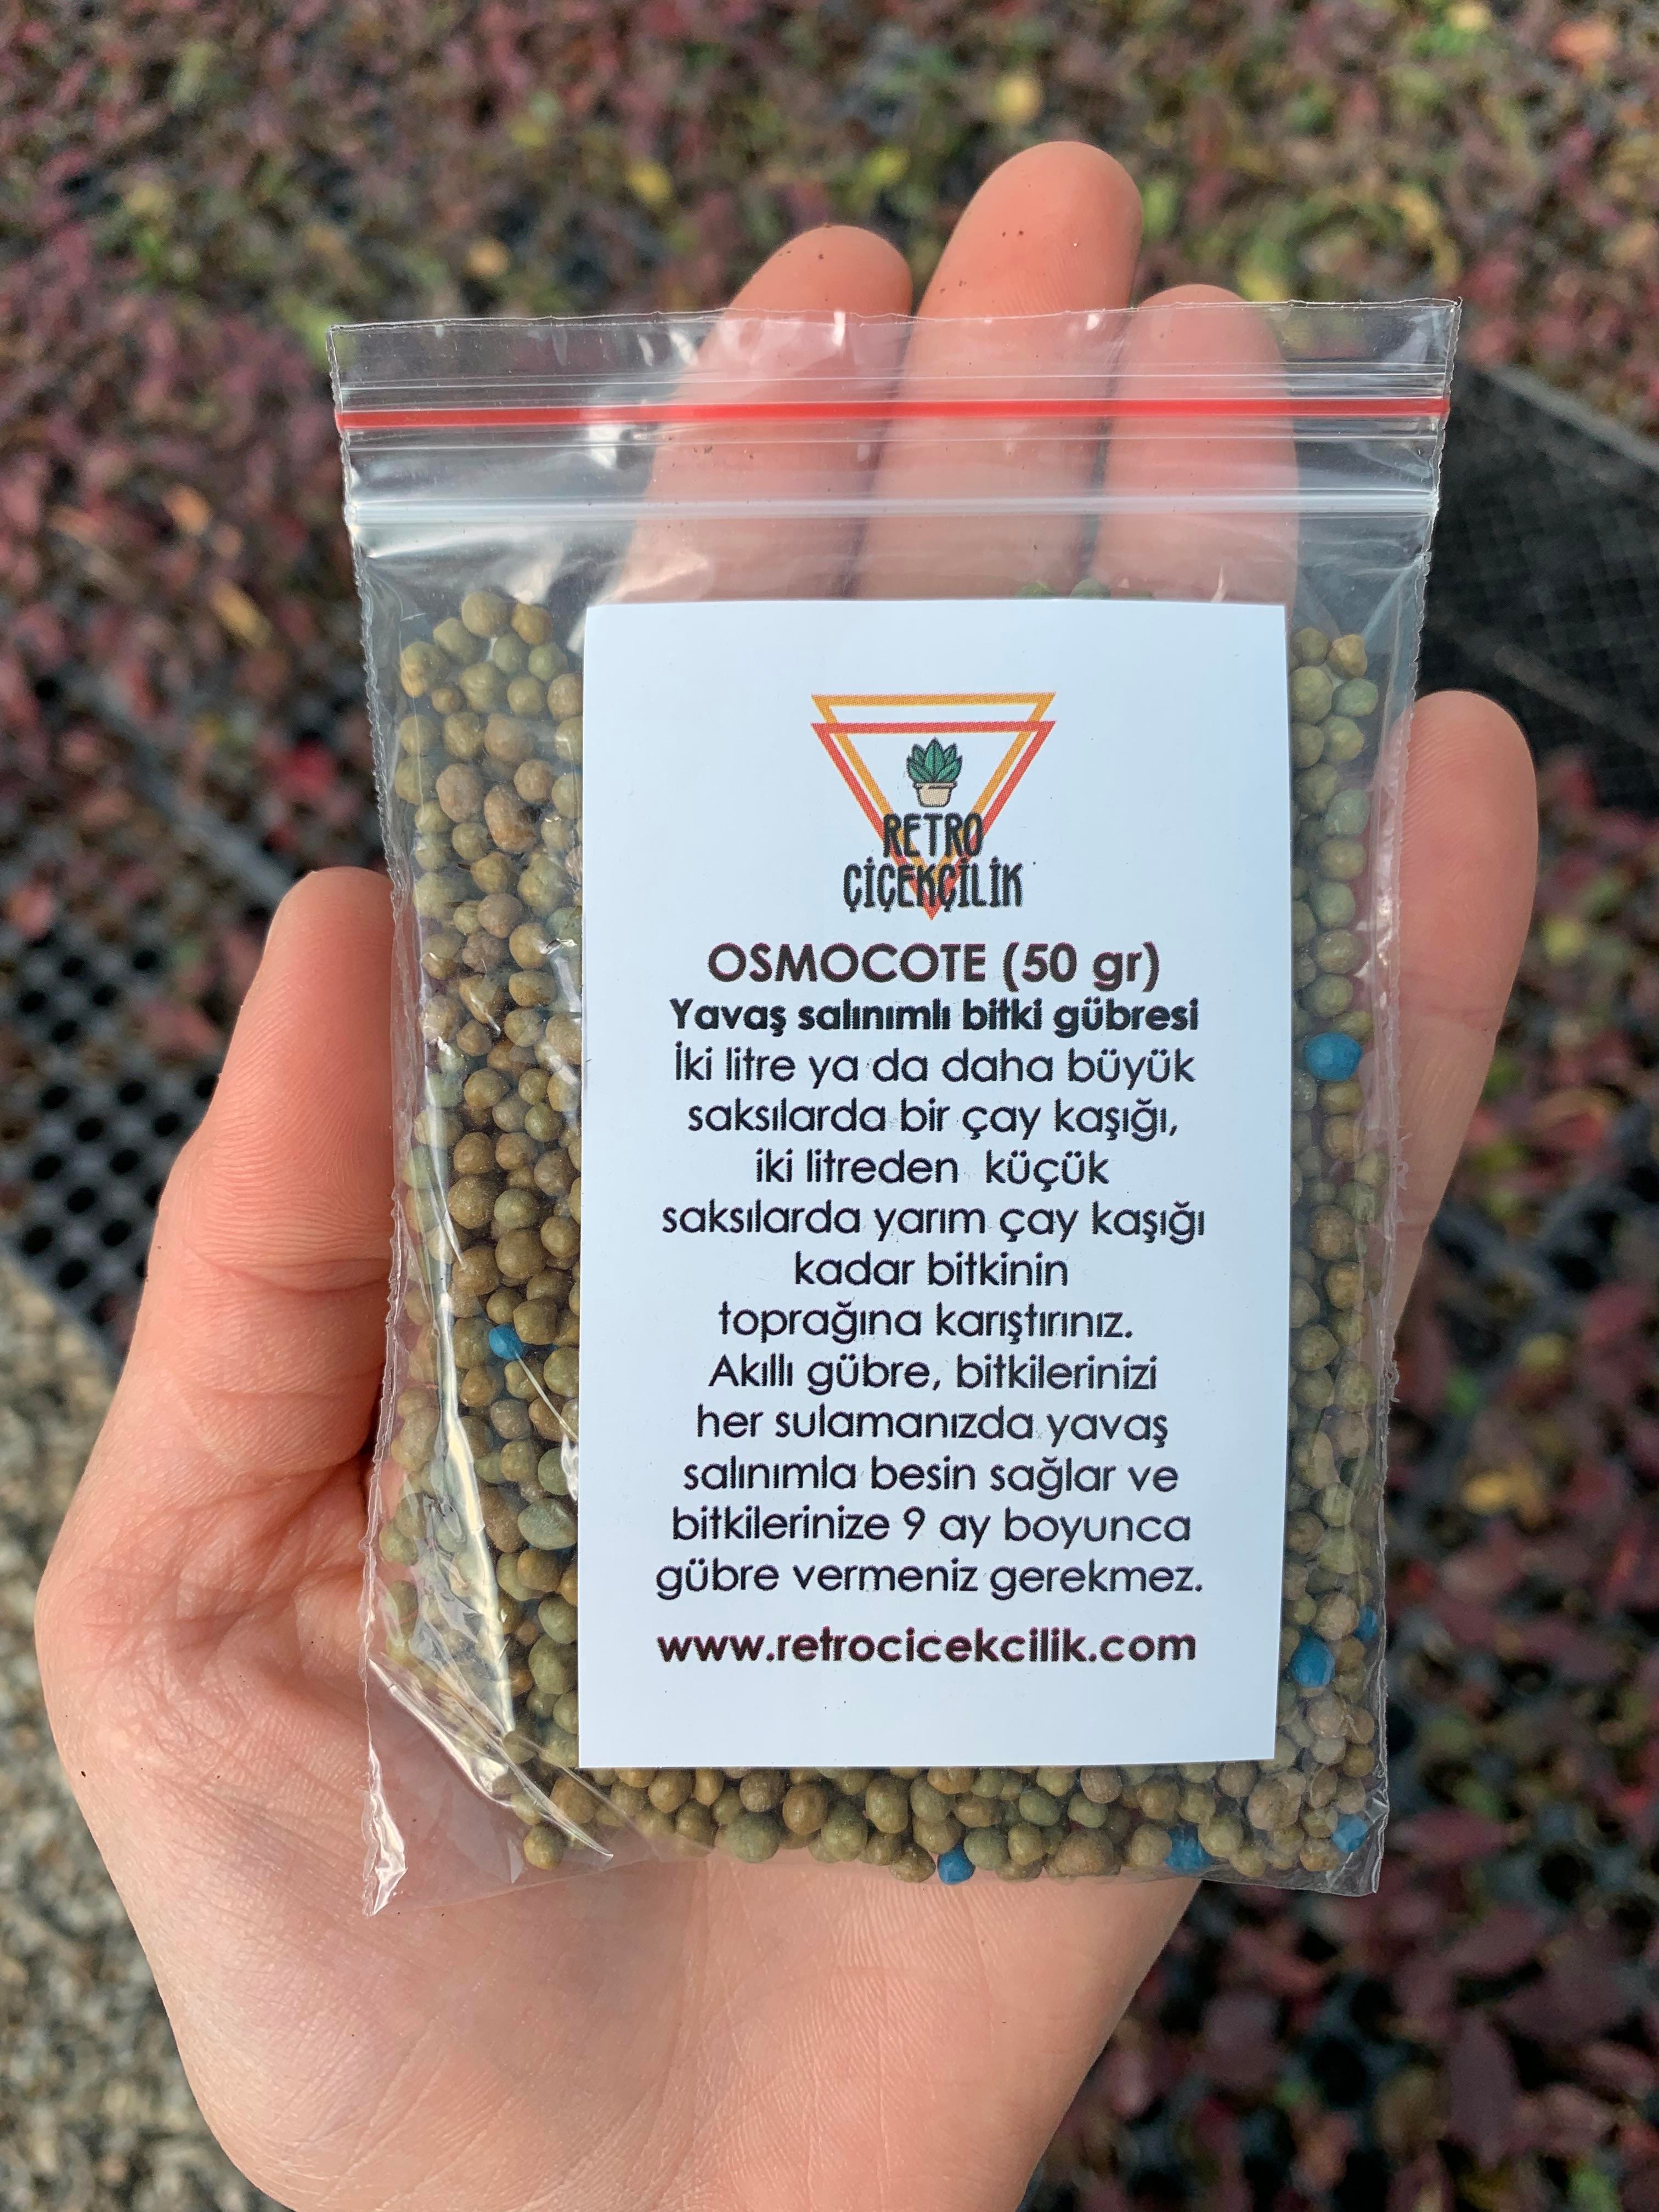 RETRO
ÇİÇEKÇİLİK
OSMOCOTE (50 gr)
Yavaş salınımlı bitki gübresi
İki litre ya da daha büyük
saksılarda bir çay kaşığı,
iki litreden küçük
saksılarda yarım çay kaşığı
kadar bitkinin
toprağına karıştırınız.
Akıllı gübre, bitkilerinizi
her sulamanızda yavaş
salınımla besin sağlar ve
bitkilerinize 9 ay boyunca
gübre vermeniz gerekmez.
www.retrocicekcilik.com